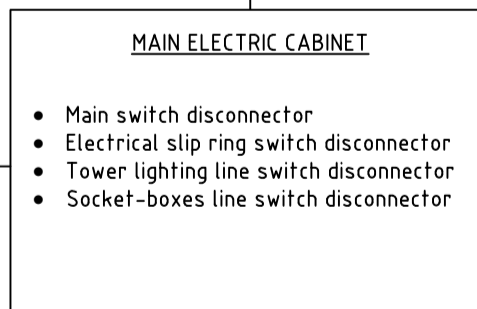 MAIN ELECTRIC CABINET
• Main switch disconnector
• Electrical slip ring switch disconnector
• Tower lighting line switch disconnector
• Socket-boxes line switch disconnector